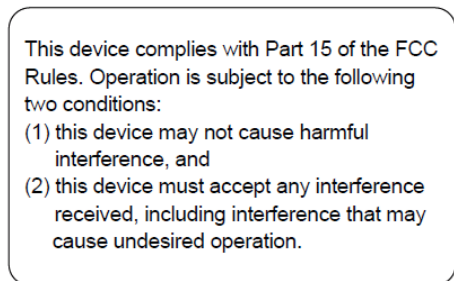 This device complies with Part 15 of the FCC
Rules. Operation is subject to the following
two conditions:
(1) this device may not cause harmful
interference, and
(2) this device must accept any interference
received, including interference that may
cause undesired operation.